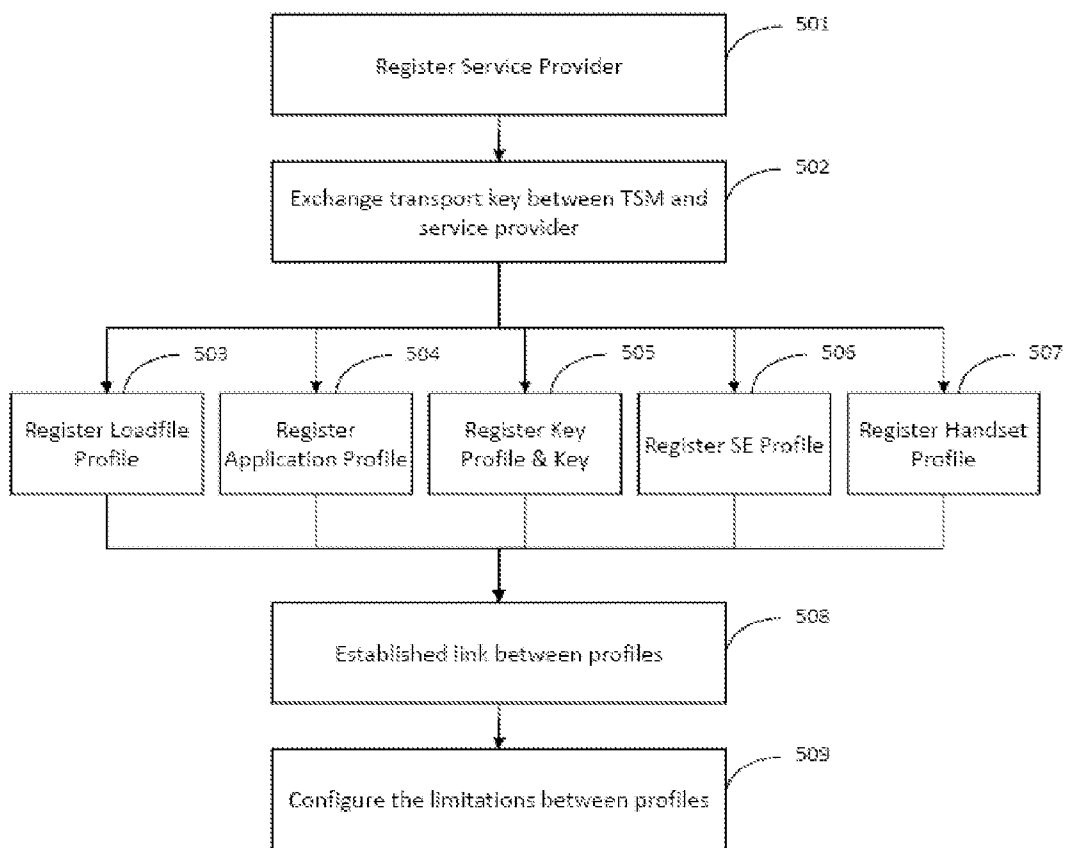 501
Register Service Provider
502
Exchange transport key between TSM and
service provider
503
504
505
506
507
Register Loadfile
Profile
Register
Application Profile
Register Key
Profile & Key
Register SE Profile
Register Handset
Profile
508
Established link between profiles
509
Configure the limitations between profiles